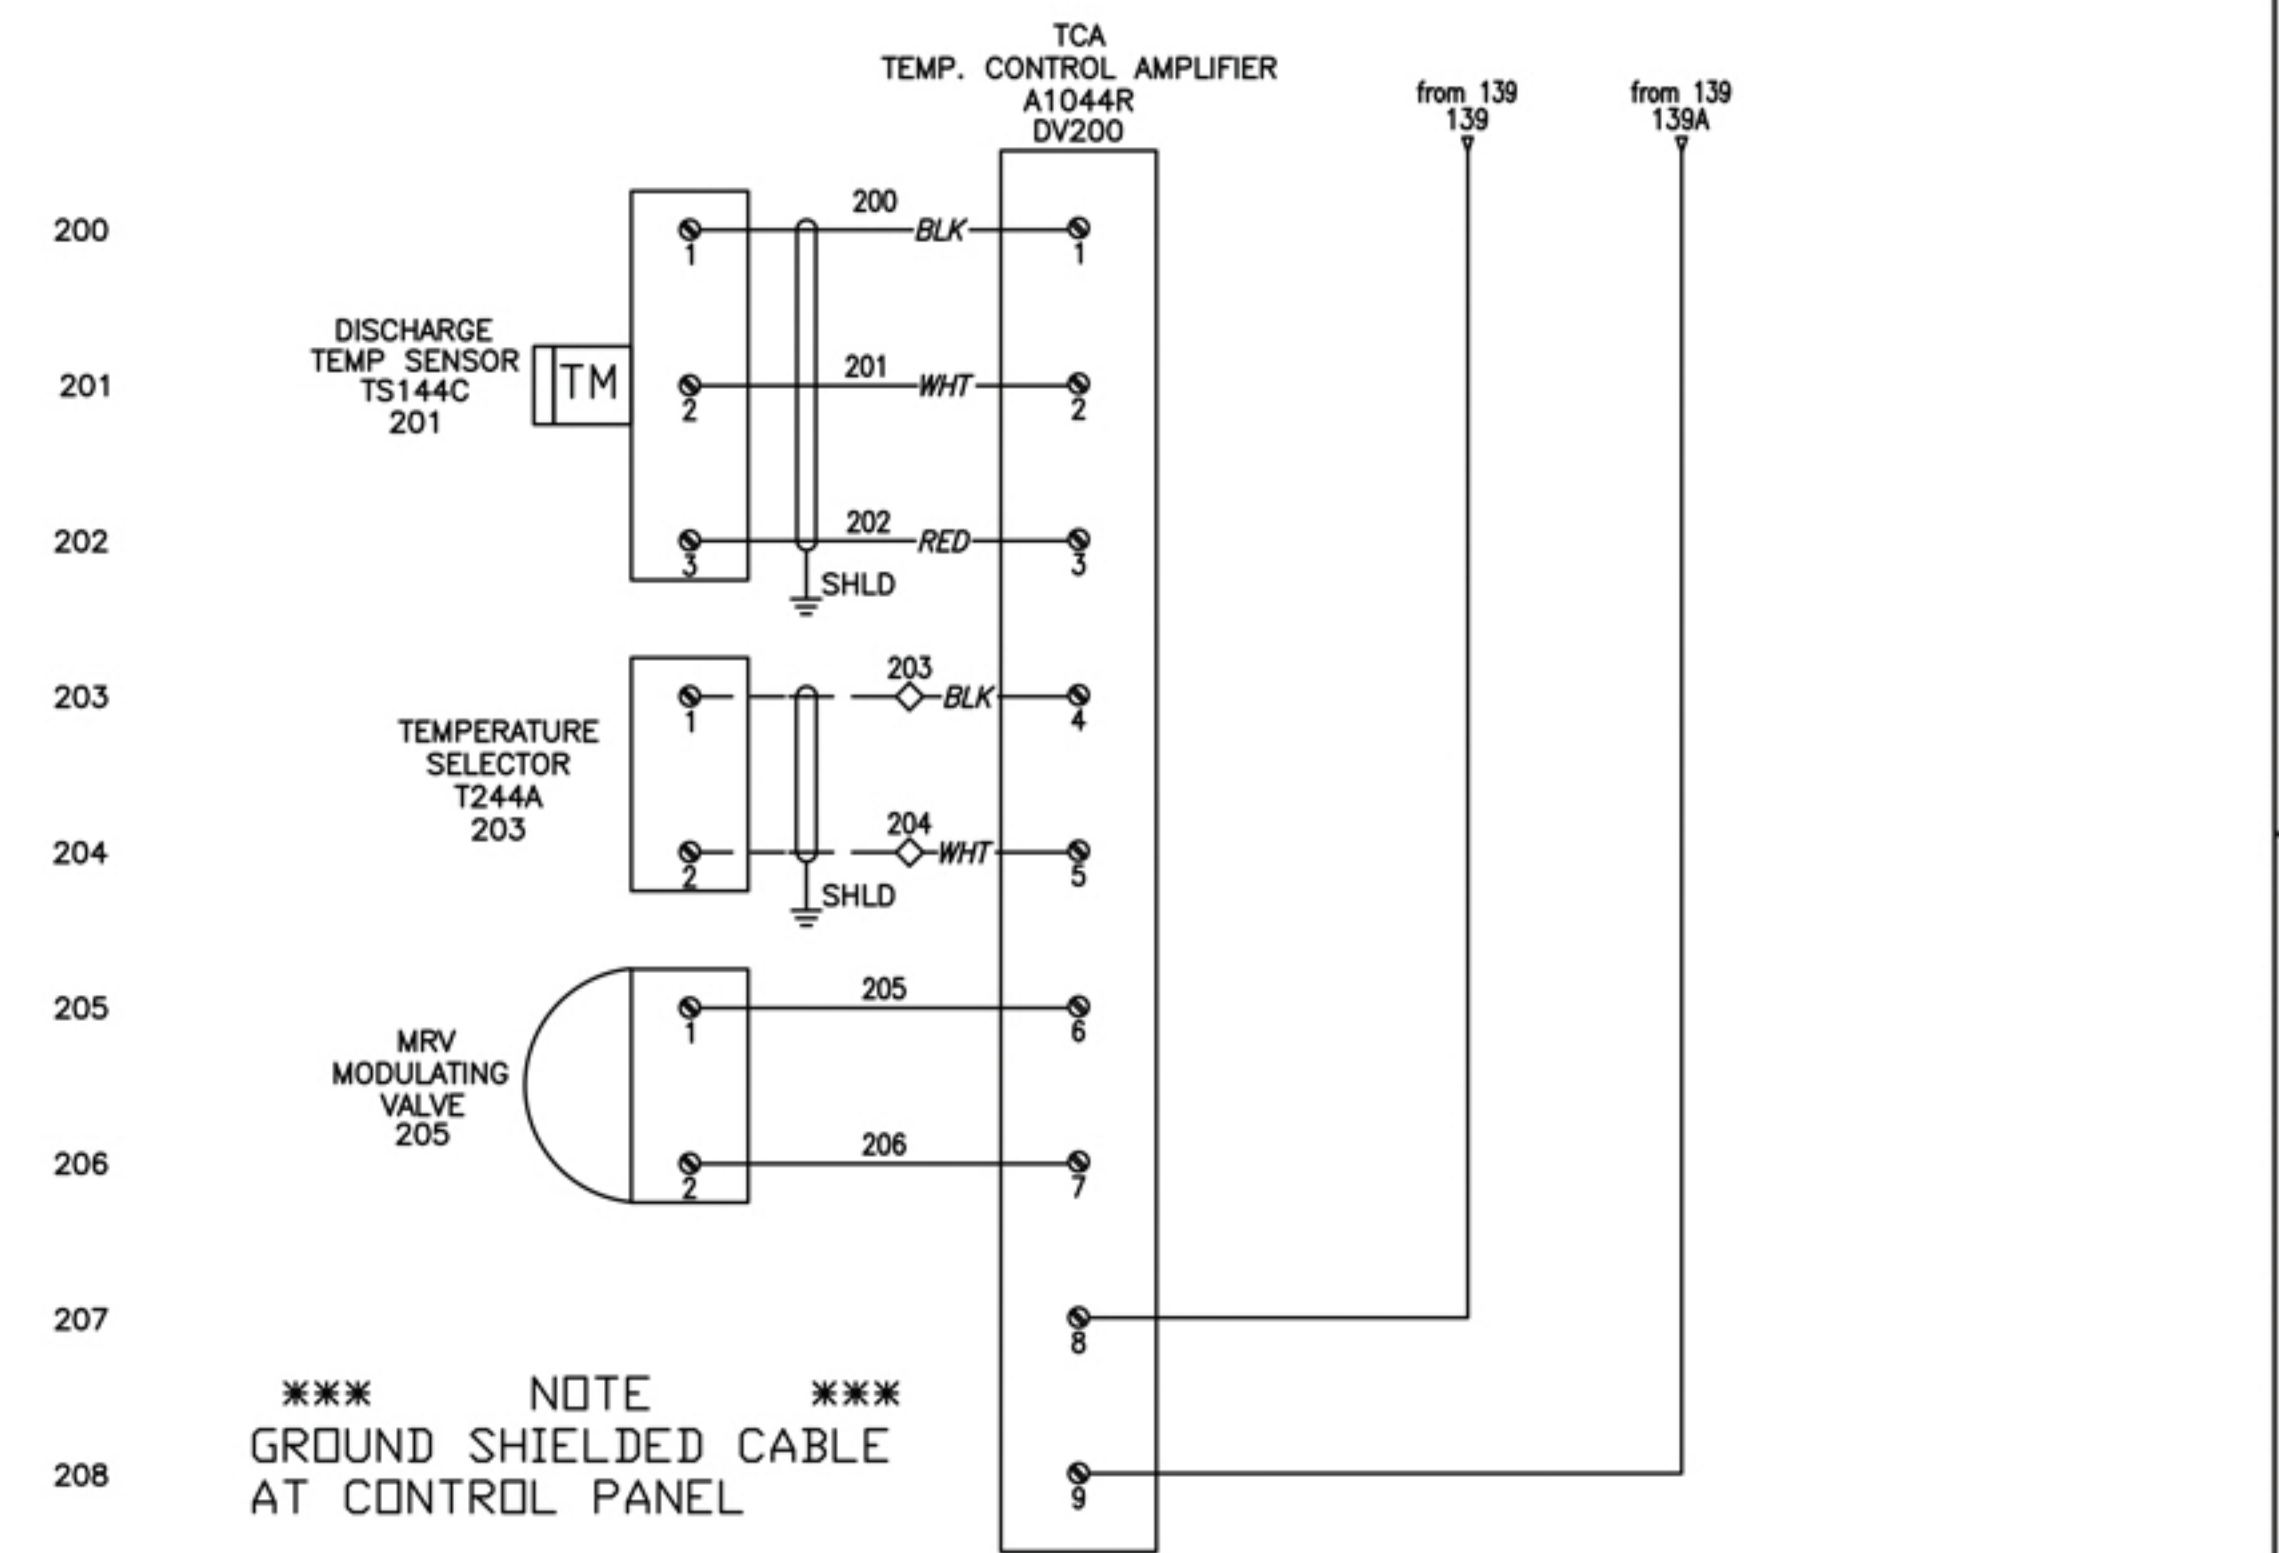 TCA
TEMP. CONTROL AMPLIFIER
A1044R
DV200
from 139
139
from 139
139A
200
1
200
BLK
1
DISCHARGE
TEMP SENSOR
TS144C
201
TM
201
2
201
WHT
2
202
3
202
RED
3
SHLD
203
1
203
BLK
4
TEMPERATURE
SELECTOR
T244A
203
204
2
204
WHT
5
SHLD
205
1
205
6
MRV
MODULATING
VALVE
205
206
2
206
7
207
8
*** NOTE ***
GROUND SHIELDED CABLE
AT CONTROL PANEL
208
9